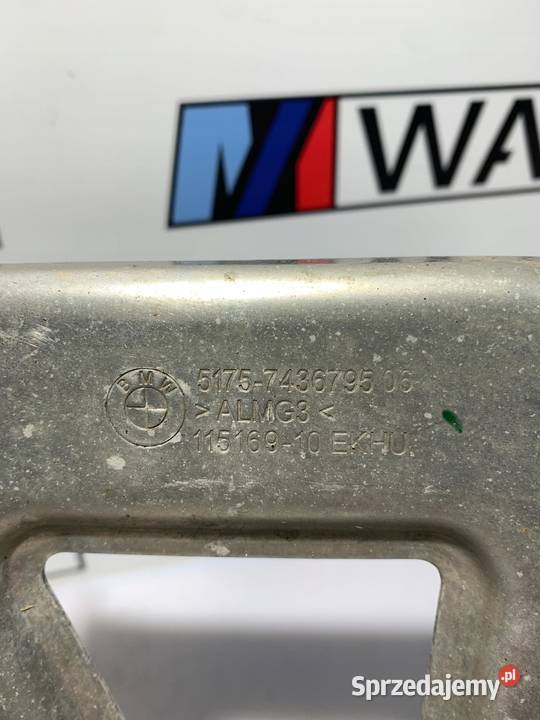 WA
BMW
5175-7436795 06
>ALMG3<
115169-10 EKHU
Sprzedajemy.pl